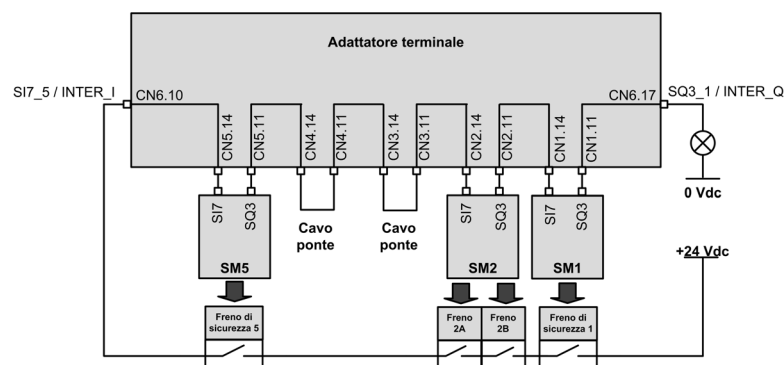 Adattatore terminale
SI7_5 / INTER_I
CN6.10
CN6.17
SQ3_1 / INTER_Q
CN5.14
CN5.11
CN4.14
CN4.11
CN3.14
CN3.11
CN2.14
CN2.11
CN1.14
CN1.11
0 Vdc
SI7
SQ3
SM5
Cavo
ponte
Cavo
ponte
SI7
SQ3
SM2
SI7
SQ3
SM1
+24 Vdc
Freno di
sicurezza 5
Freno
2A
Freno
2B
Freno di
sicurezza 1